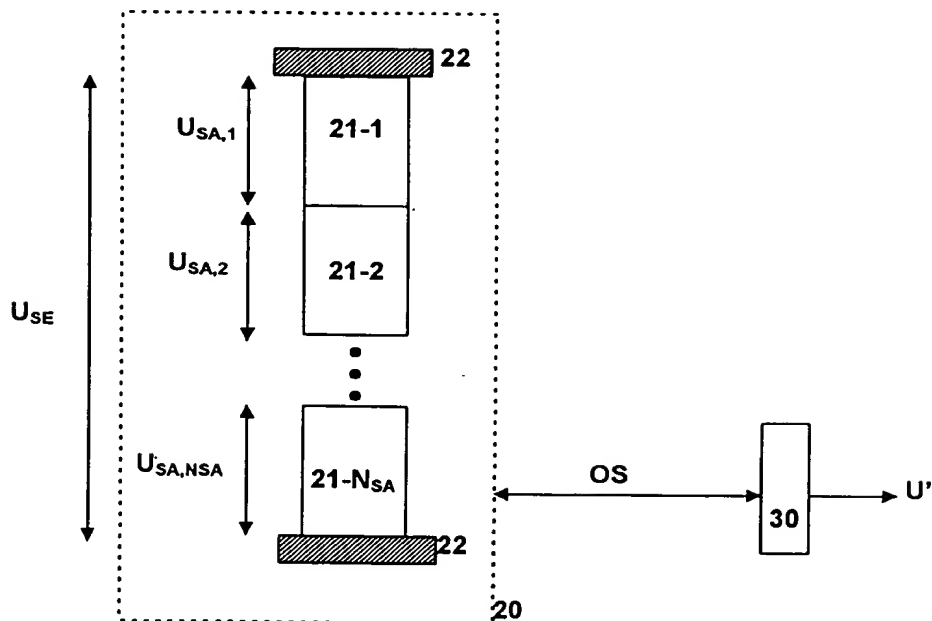 22
U_SA,1
21-1
U_SA,2
21-2
U_SE
U_SA,NSA
21-N_SA
OS
30
U'
22
20